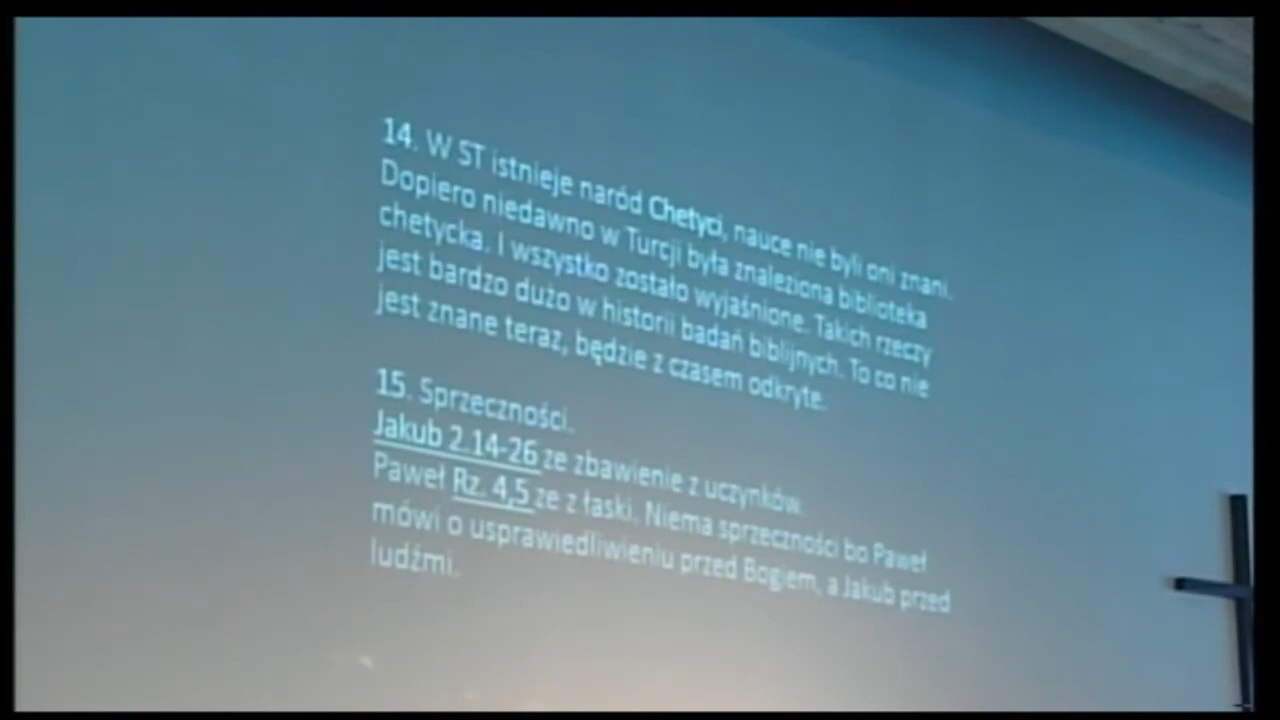 14. W ST istnieje naród Chetyci, nauce nie byli oni znani.
Dopiero niedawno w Turcji była znaleziona biblioteka
chetycka. I wszystko zostało wyjaśnione. Takich rzeczy
jest bardzo dużo w historii badań biblijnych. To co nie
jest znane teraz, będzie z czasem odkryte.
15. Sprzeczności.
Jakub 2.14-26 ze zbawienie z uczynków.
Paweł Rz. 4,5 ze z łaski. Niema sprzeczności bo Paweł
mówi o usprawiedliwieniu przed Bogiem, a Jakub przed
ludźmi.